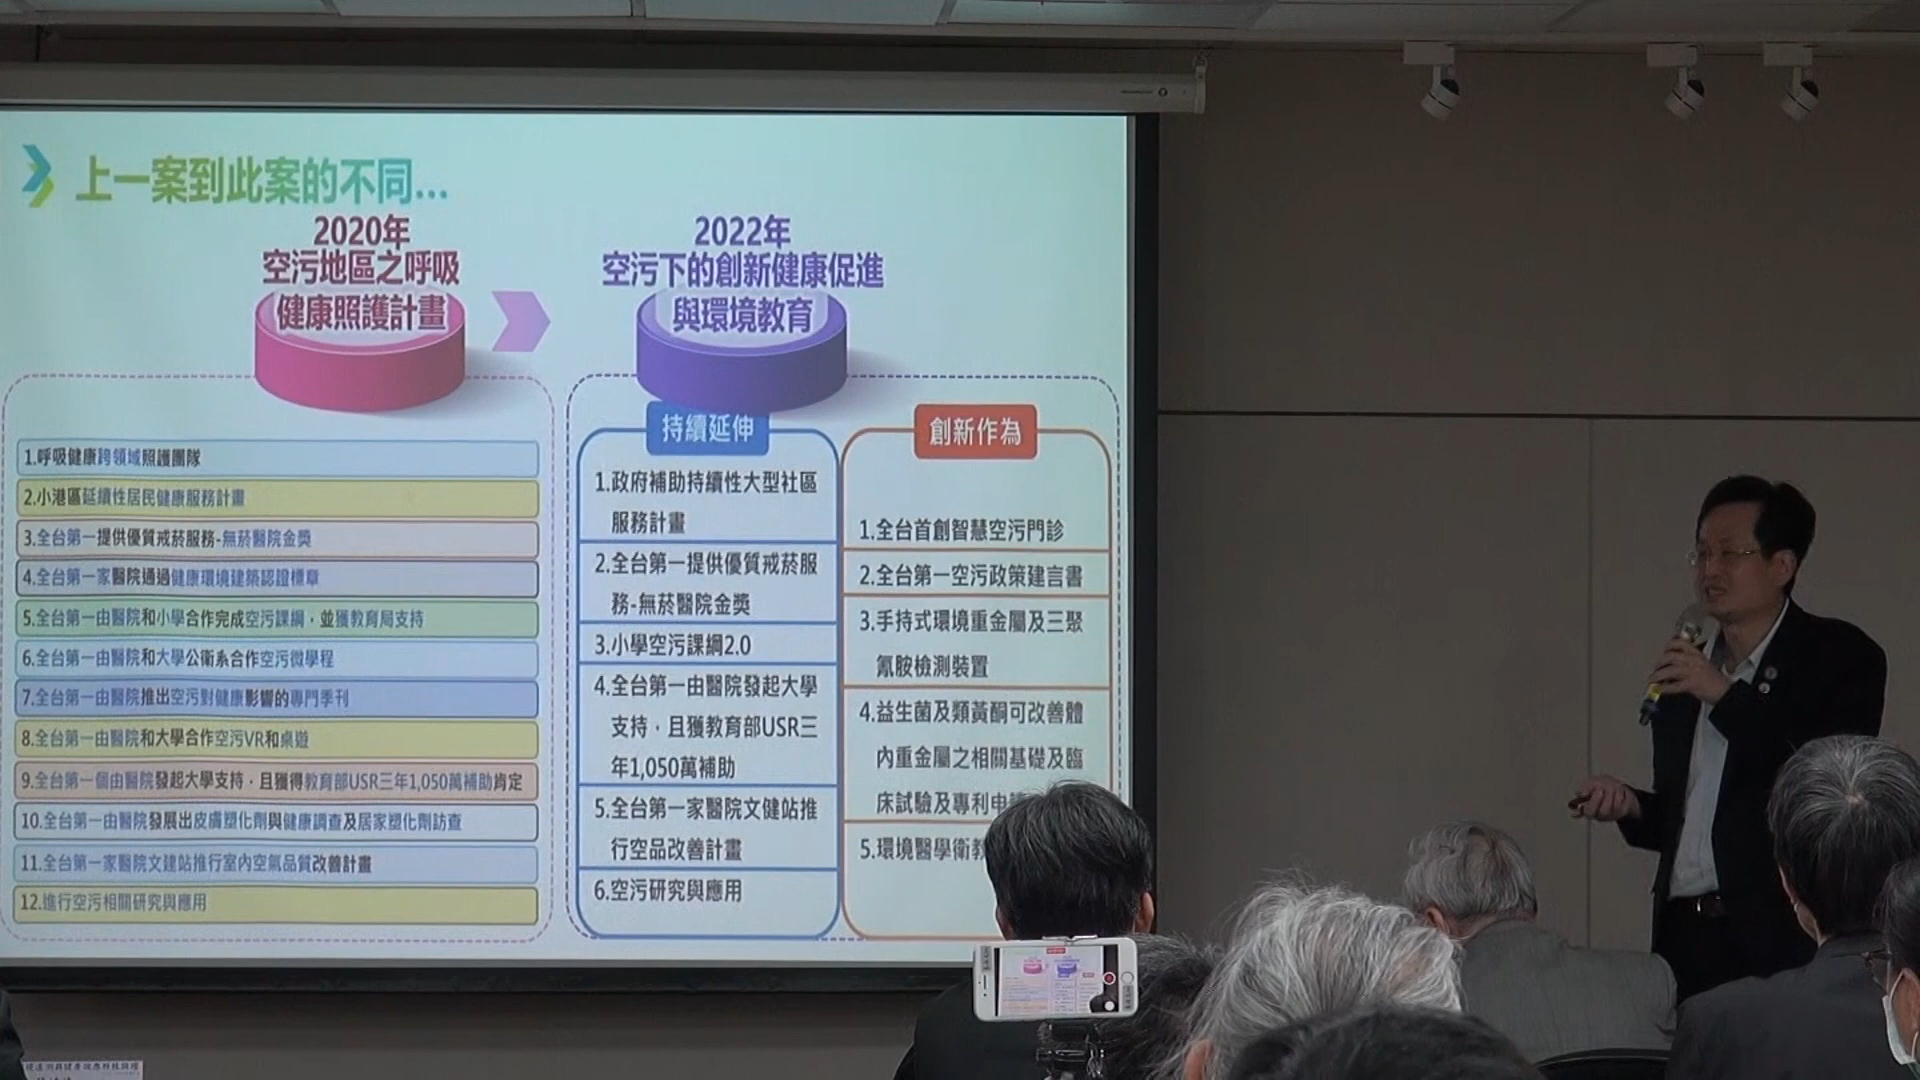 上一案到此案的不同...
2020年
空污地區之呼吸
健康照護計畫
2022年
空污下的創新健康促進
與環境教育
1.呼吸健康跨領域照護團隊
2.小港區延續性居民健康服務計畫
3.全台第一提供優質戒菸服務-無菸醫院金獎
4.全台第一家醫院通過健康環境建築認證標章
5.全台第一由醫院和小學合作完成空污課綱，並獲教育局支持
6.全台第一由醫院和大學公衛系合作空污微學程
7.全台第一由醫院推出空污對健康影響的專門季刊
8.全台第一由醫院和大學合作空污VR和桌遊
9.全台第一個由醫院發起大學支持，且獲得教育部USR三年1,050萬補助肯定
10.全台第一由醫院發展出皮膚塑化劑與健康調查及居家塑化劑訪查
11.全台第一家醫院文建站推行室內空氣品質改善計畫
12.進行空污相關研究與應用
持續延伸
1.政府補助持續性大型社區
服務計畫
2.全台第一提供優質戒菸服
務-無菸醫院金獎
3.小學空污課綱2.0
4.全台第一由醫院發起大學
支持，且獲教育部USR三
年1,050萬補助
5.全台第一家醫院文健站推
行空品改善計畫
6.空污研究與應用
創新作為
1.全台首創智慧空污門診
2.全台第一空污政策建言書
3.手持式環境重金屬及三聚
氰胺檢測裝置
4.益生菌及類黃酮可改善體
內重金屬之相關基礎及臨
床試驗及專利申
5.環境醫學衛教